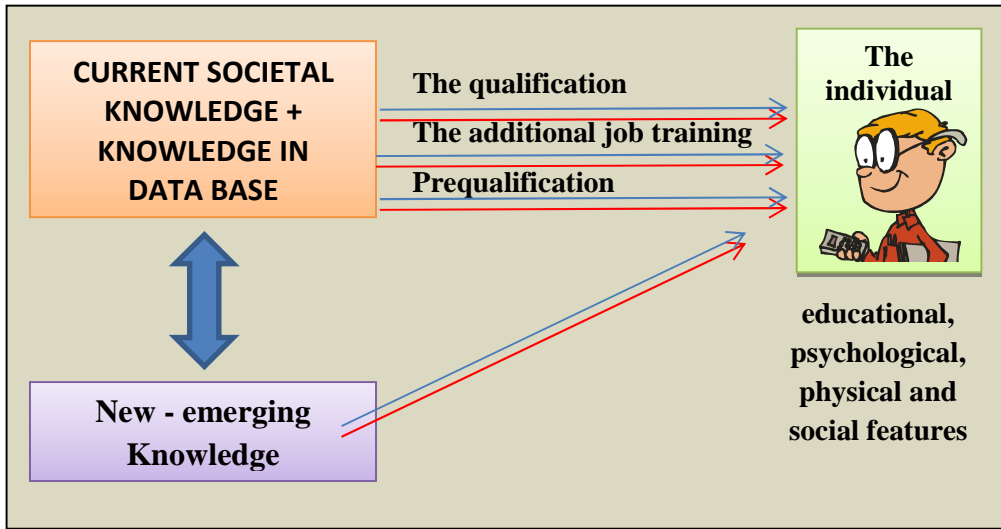 CURRENT SOCIETAL
KNOWLEDGE +
KNOWLEDGE IN
DATA BASE
The qualification
The additional job training
Prequalification
The
individual
educational,
psychological,
physical and
social features
New - emerging
Knowledge